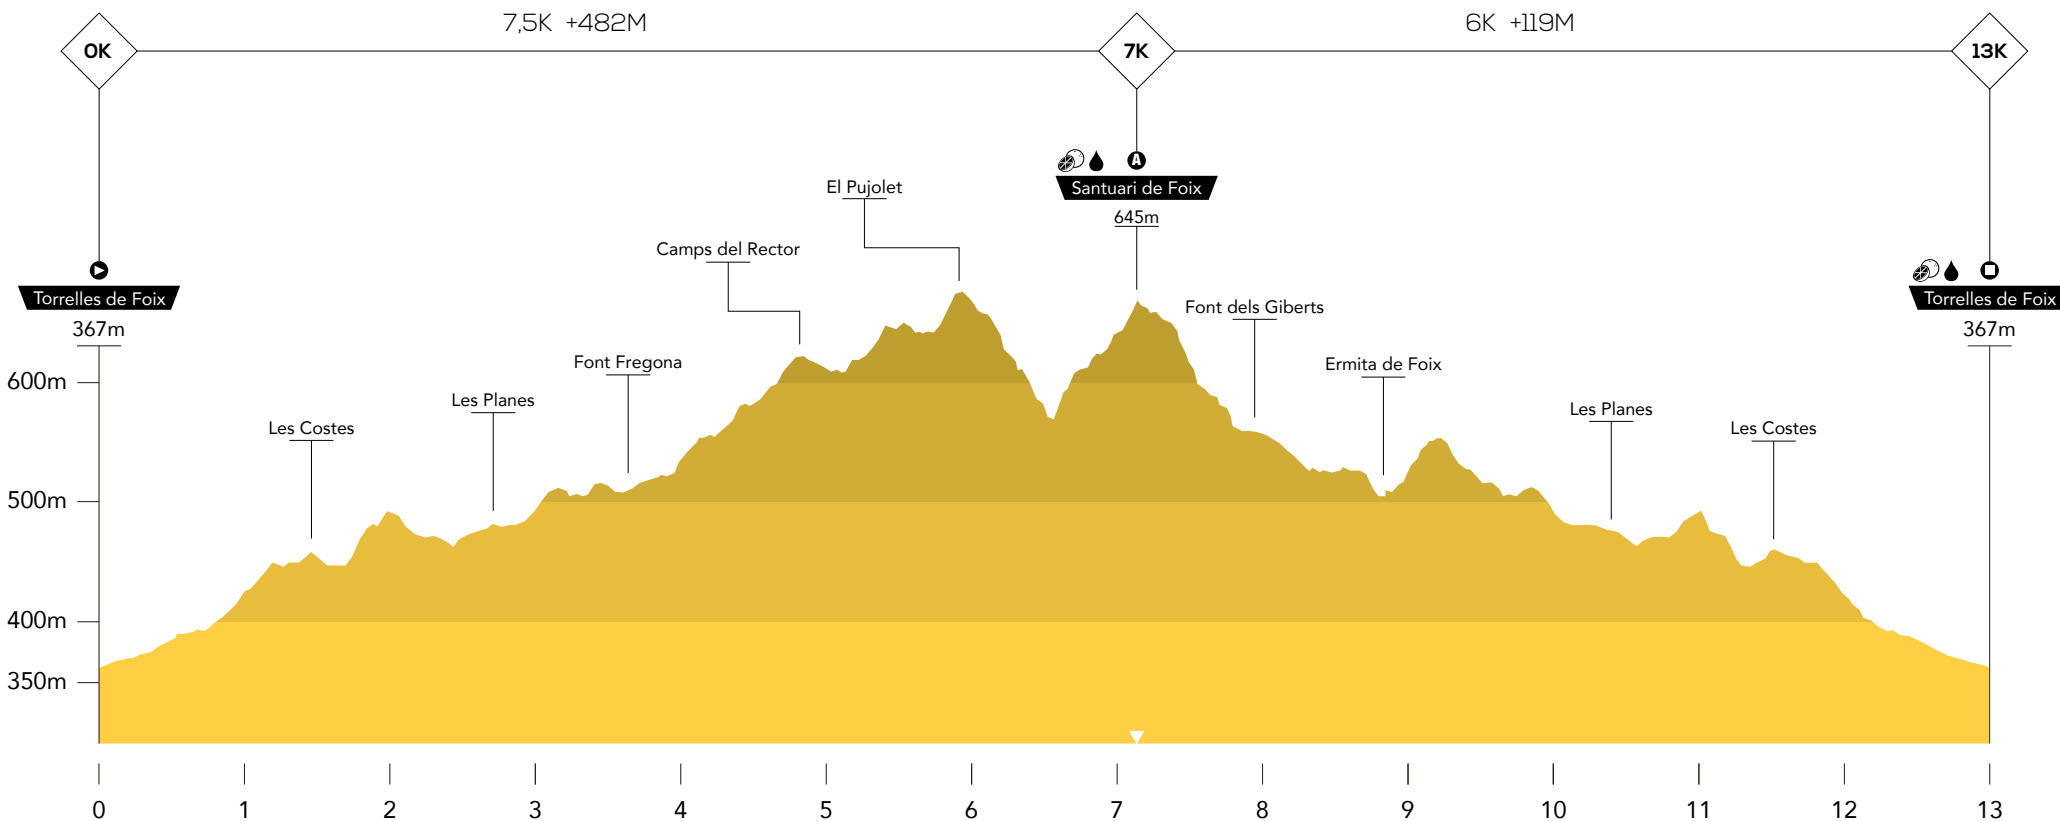 7,5K +482M
6K +119M
0K
7K
13K
El Pujolet
A
Santuari de Foix
645m
Camps del Rector
Torrelles de Foix
367m
Font dels Giberts
Torrelles de Foix
367m
Font Fregona
Ermita de Foix
Les Planes
Les Planes
Les Costes
Les Costes
600m
500m
400m
350m
0 1 2 3 4 5 6 7 8 9 10 11 12 13